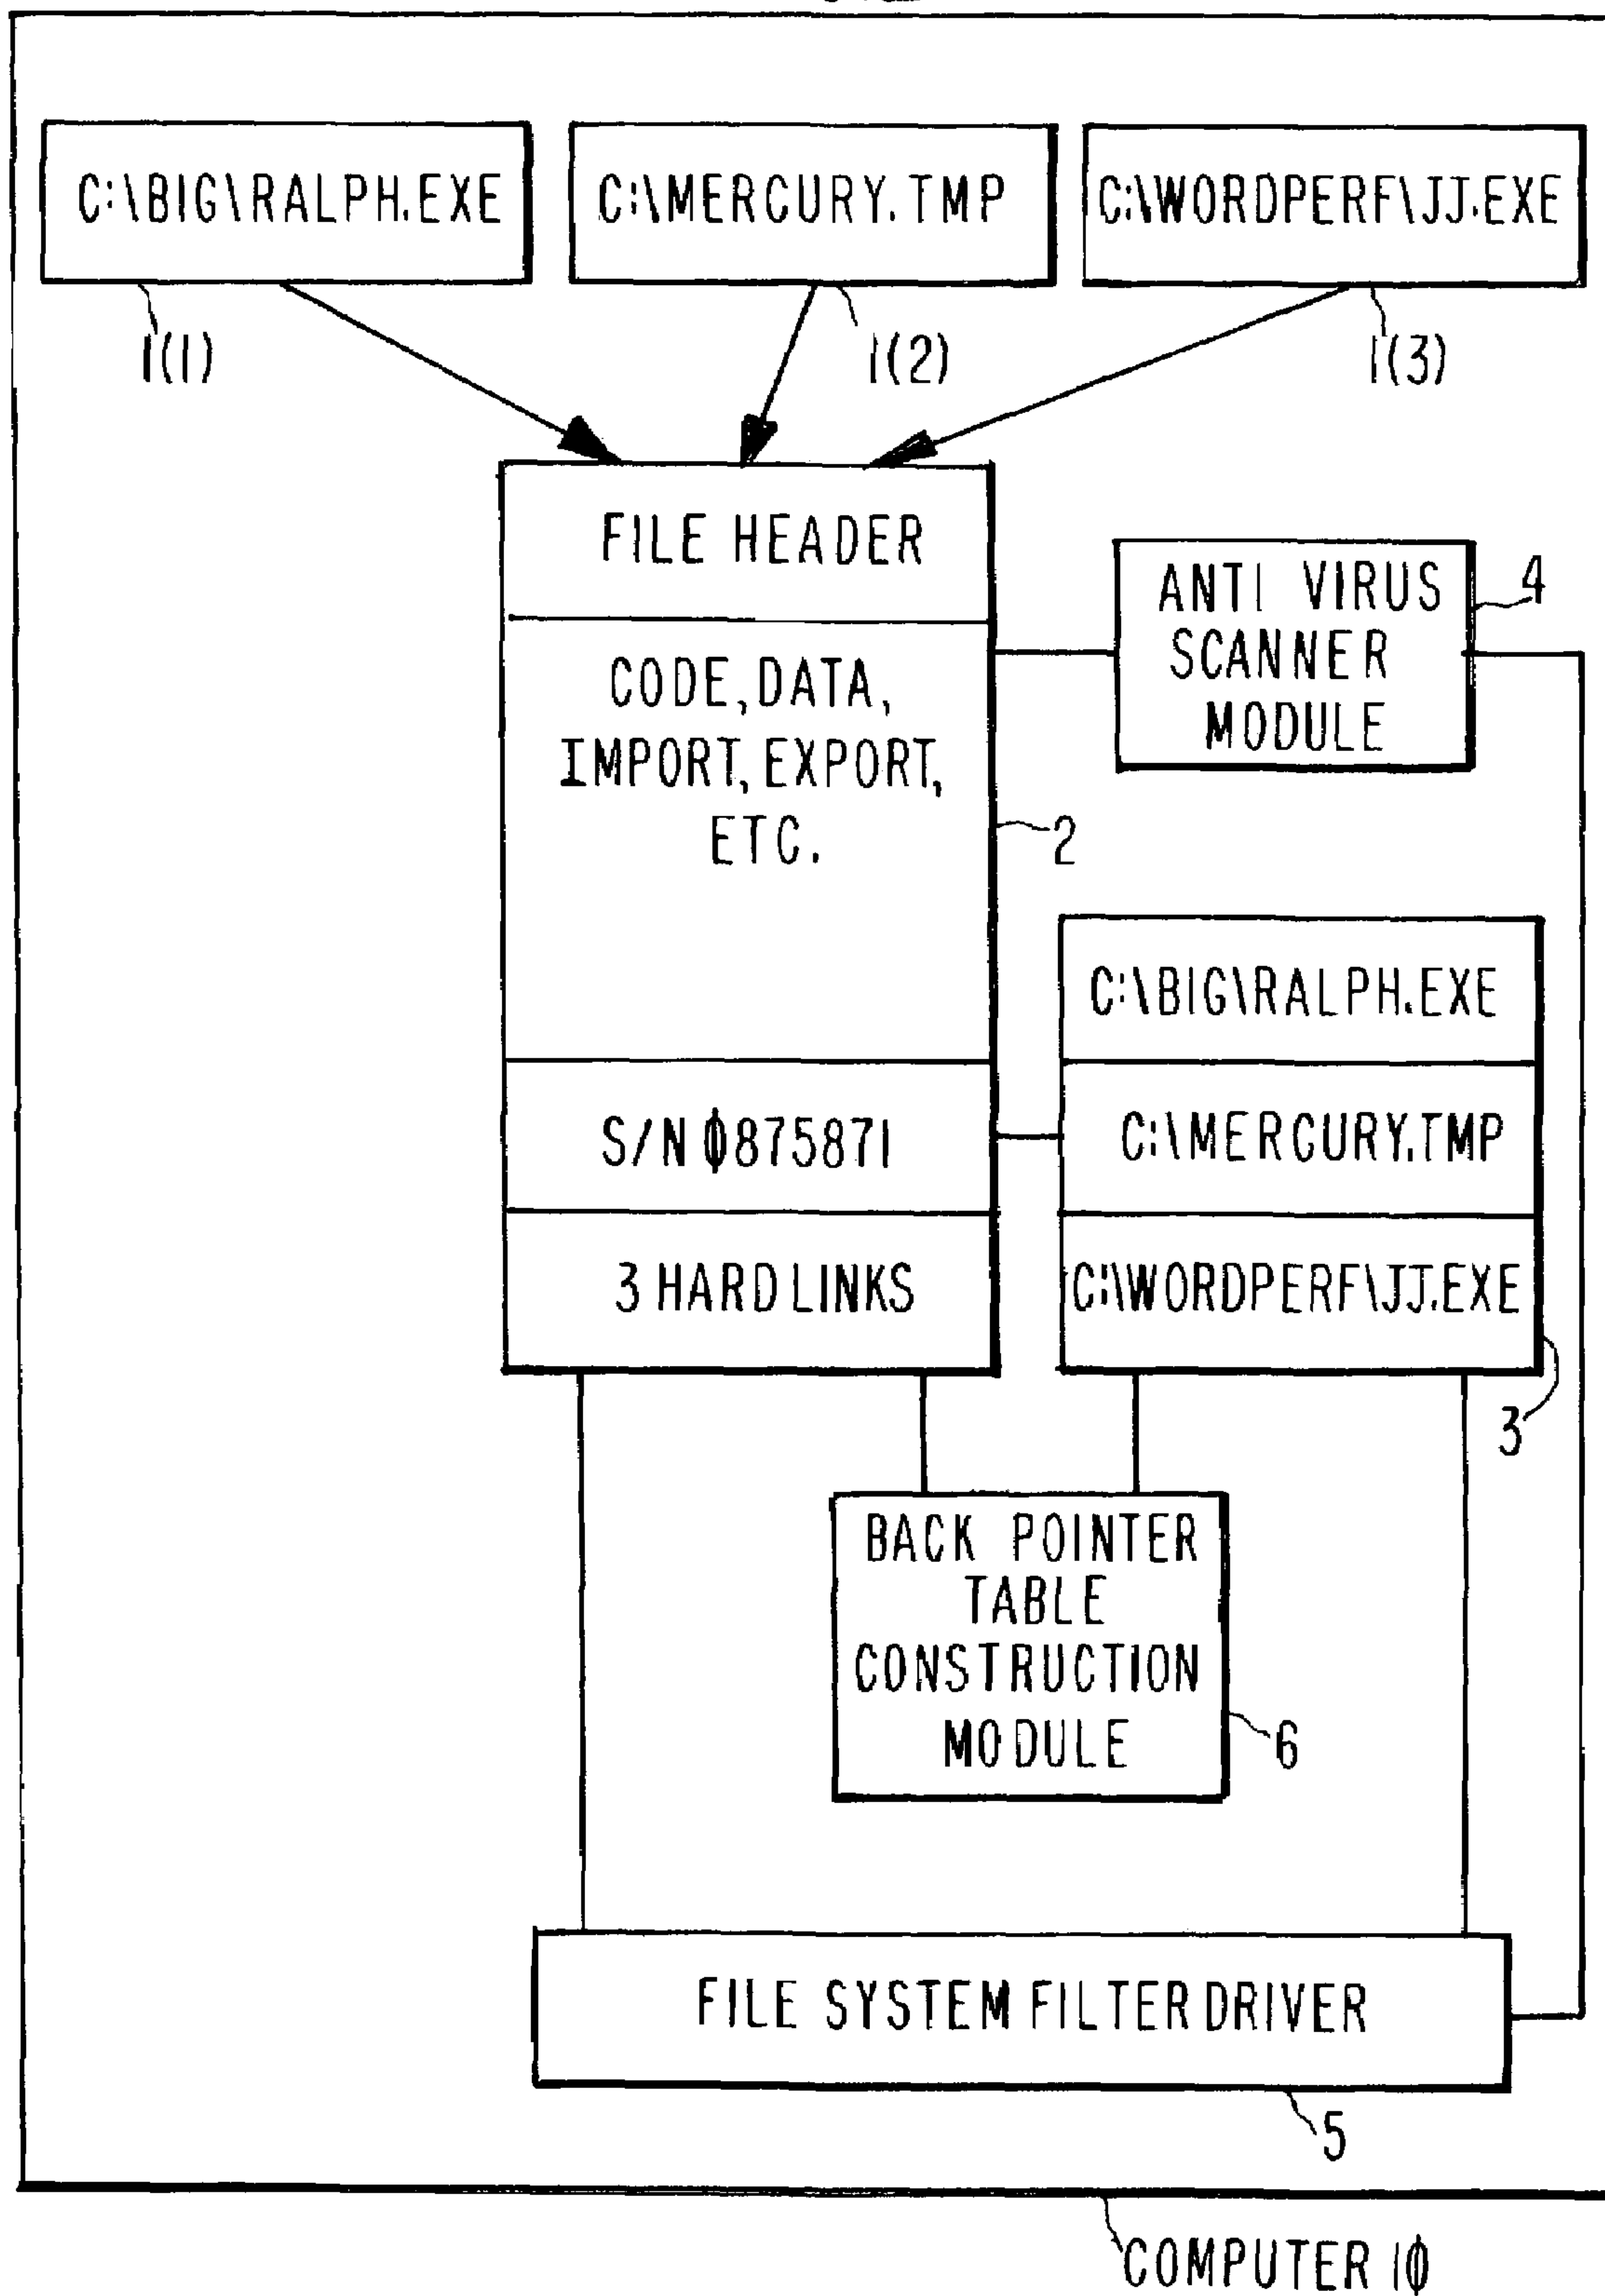 C:\BIG\RALPH.EXE
C:\MERCURY.TMP
C:\WORDPERF\JJ.EXE
1(1)
1(2)
1(3)
FILE HEADER
ANTI VIRUS
SCANNER
MODULE
4
CODE, DATA,
IMPORT, EXPORT,
ETC.
2
C:\BIG\RALPH.EXE
S/N 0875871
C:\MERCURY.TMP
3 HARD LINKS
C:\WORDPERF\JJ.EXE
3
BACK POINTER
TABLE
CONSTRUCTION
MODULE
6
FILE SYSTEM FILTER DRIVER
5
COMPUTER 10